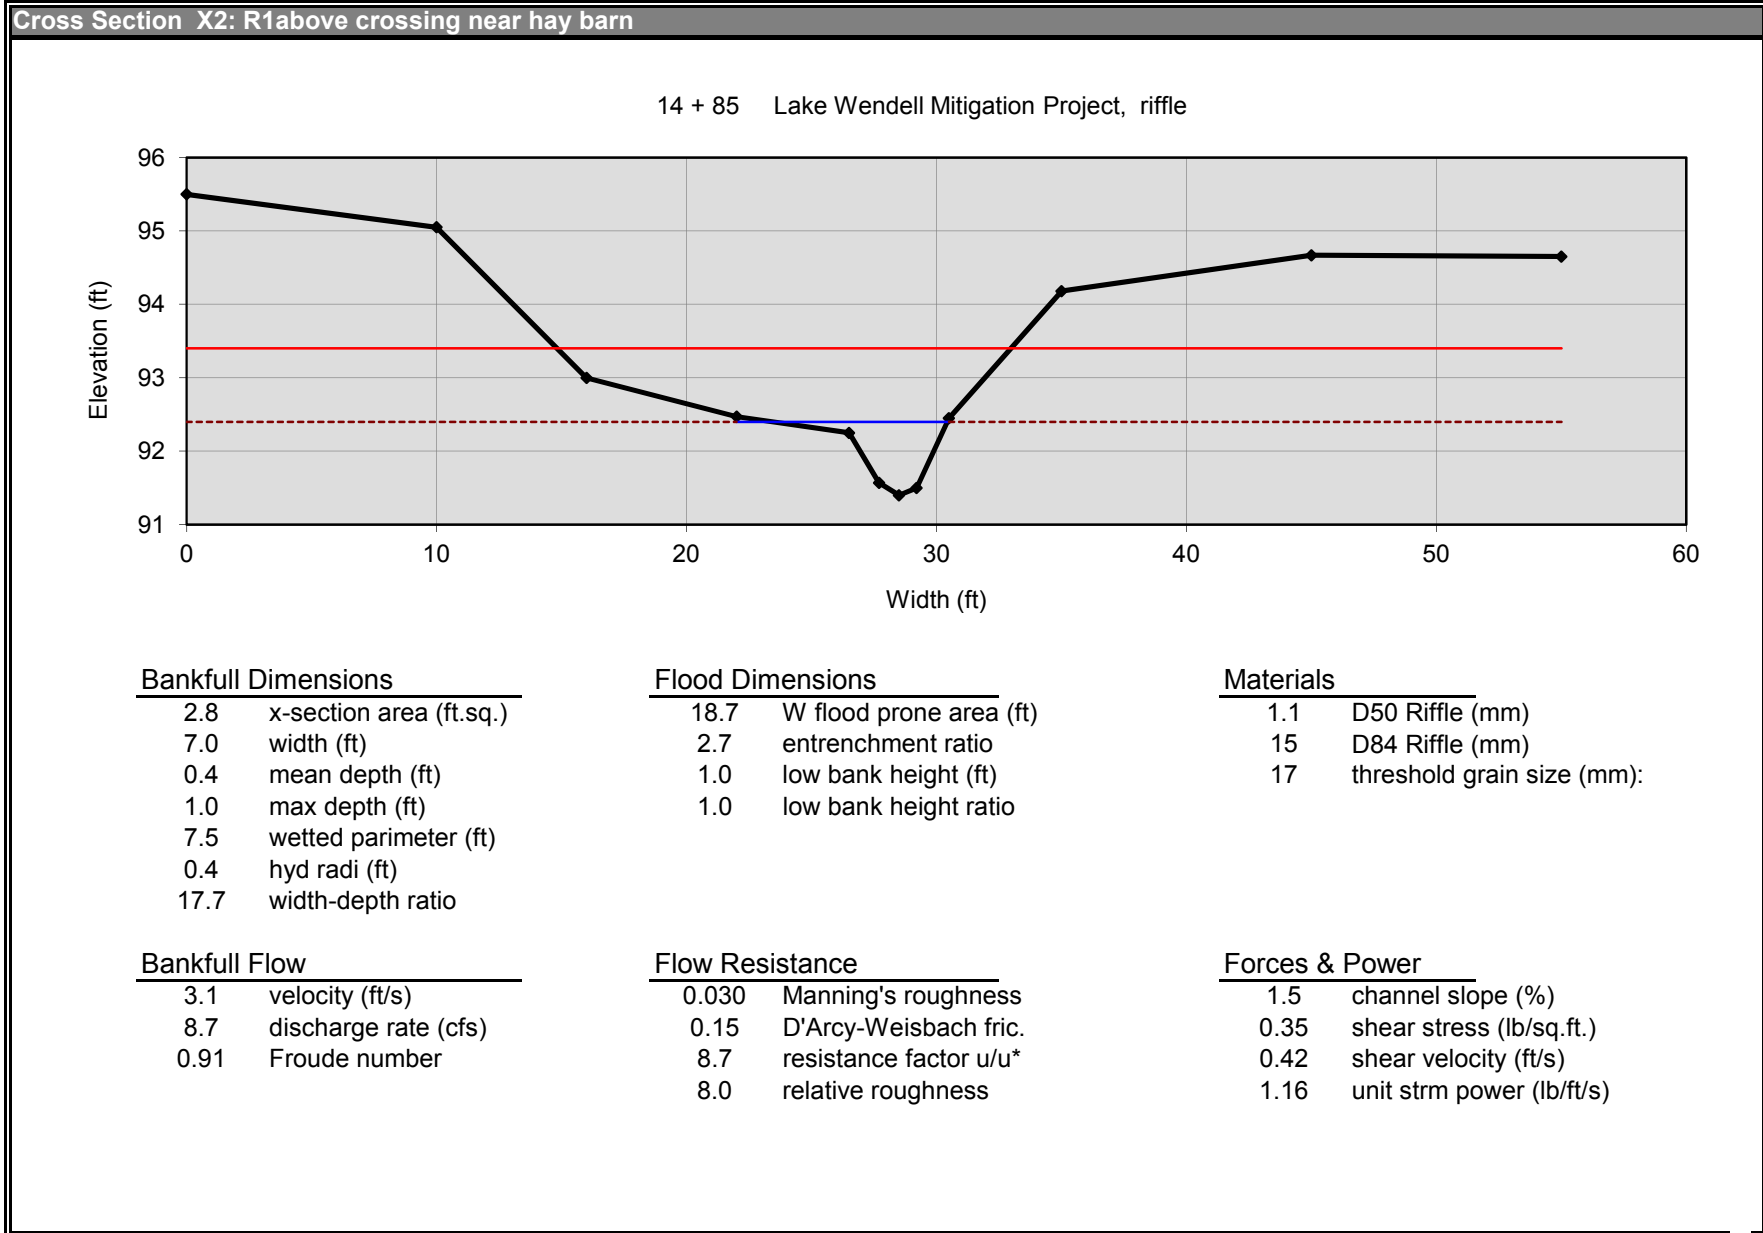 Cross Section  X2: R1above crossing near hay barn
14 + 85     Lake Wendell Mitigation Project,  riffle
96
95
94
93
92
91
Elevation (ft)
0 10 20 30 40 50 60
Width (ft)
Bankfull Dimensions
2.8 x-section area (ft.sq.)
7.0 width (ft)
0.4 mean depth (ft)
1.0 max depth (ft)
7.5 wetted parimeter (ft)
0.4 hyd radi (ft)
17.7 width-depth ratio
Flood Dimensions
18.7 W flood prone area (ft)
2.7 entrenchment ratio
1.0 low bank height (ft)
1.0 low bank height ratio
Materials
1.1 D50 Riffle (mm)
15 D84 Riffle (mm)
17 threshold grain size (mm):
Bankfull Flow
3.1 velocity (ft/s)
8.7 discharge rate (cfs)
0.91 Froude number
Flow Resistance
0.030 Manning's roughness
0.15 D'Arcy-Weisbach fric.
8.7 resistance factor u/u*
8.0 relative roughness
Forces & Power
1.5 channel slope (%)
0.35 shear stress (lb/sq.ft.)
0.42 shear velocity (ft/s)
1.16 unit strm power (lb/ft/s)